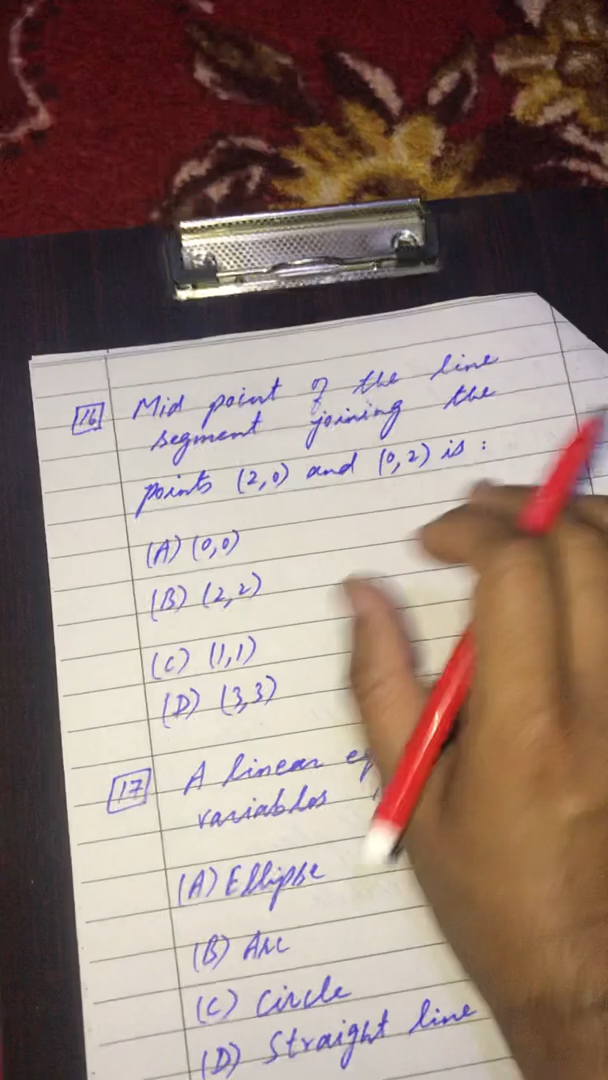 16 Mid point of the line
segment joining the
points (2,0) and (0,2) is :
(A) (0,0)
(B) (2,2)
(C) (1,1)
(D) (3,3)
17 A linear
variables
(A) Ellipse
(B) Arc
(C) Circle
(D) Straight line